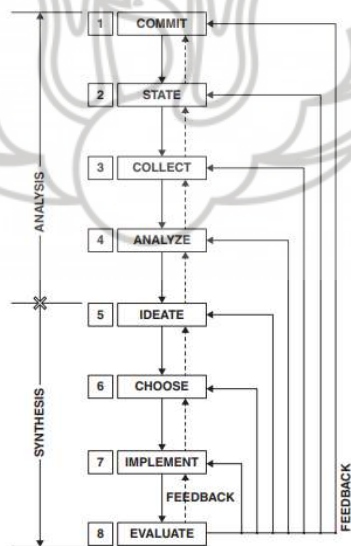 1 COMMIT
2 STATE
3 COLLECT
4 ANALYZE
5 IDEATE
6 CHOOSE
7 IMPLEMENT
FEEDBACK
8 EVALUATE
ANALYSIS
SYNTHESIS
FEEDBACK